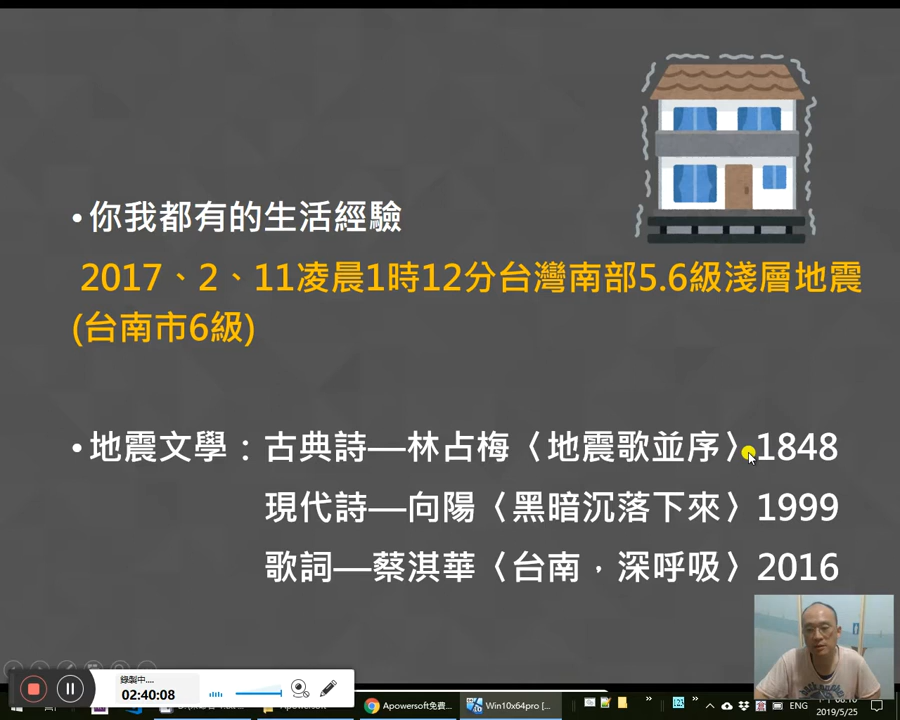 •你我都有的生活經驗
2017、2、11凌晨1時12分台灣南部5.6級淺層地震
(台南市6級)
•地震文學：古典詩—林占梅〈地震歌並序〉1848
現代詩—向陽〈黑暗沉落下來〉1999
歌詞—蔡淇華〈台南，深呼吸〉2016
錄製中....
02:40:08
Apowersoft免費...
Win10x64pro [...
ENG
2019/5/25